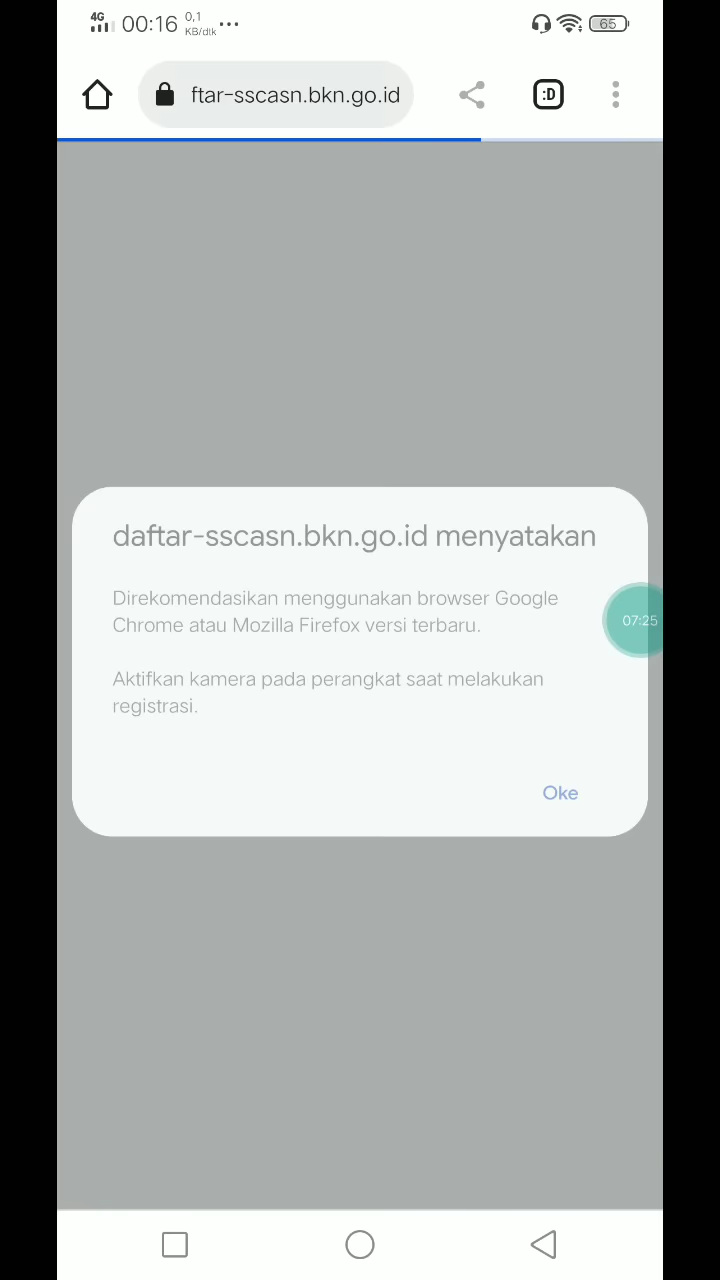 4G 00:16 0,1 KB/dtk ... 65
ftar-sscasn.bkn.go.id :D
daftar-sscasn.bkn.go.id menyatakan
Direkomendasikan menggunakan browser Google
Chrome atau Mozilla Firefox versi terbaru.
07:25
Aktifkan kamera pada perangkat saat melakukan
registrasi.
Oke